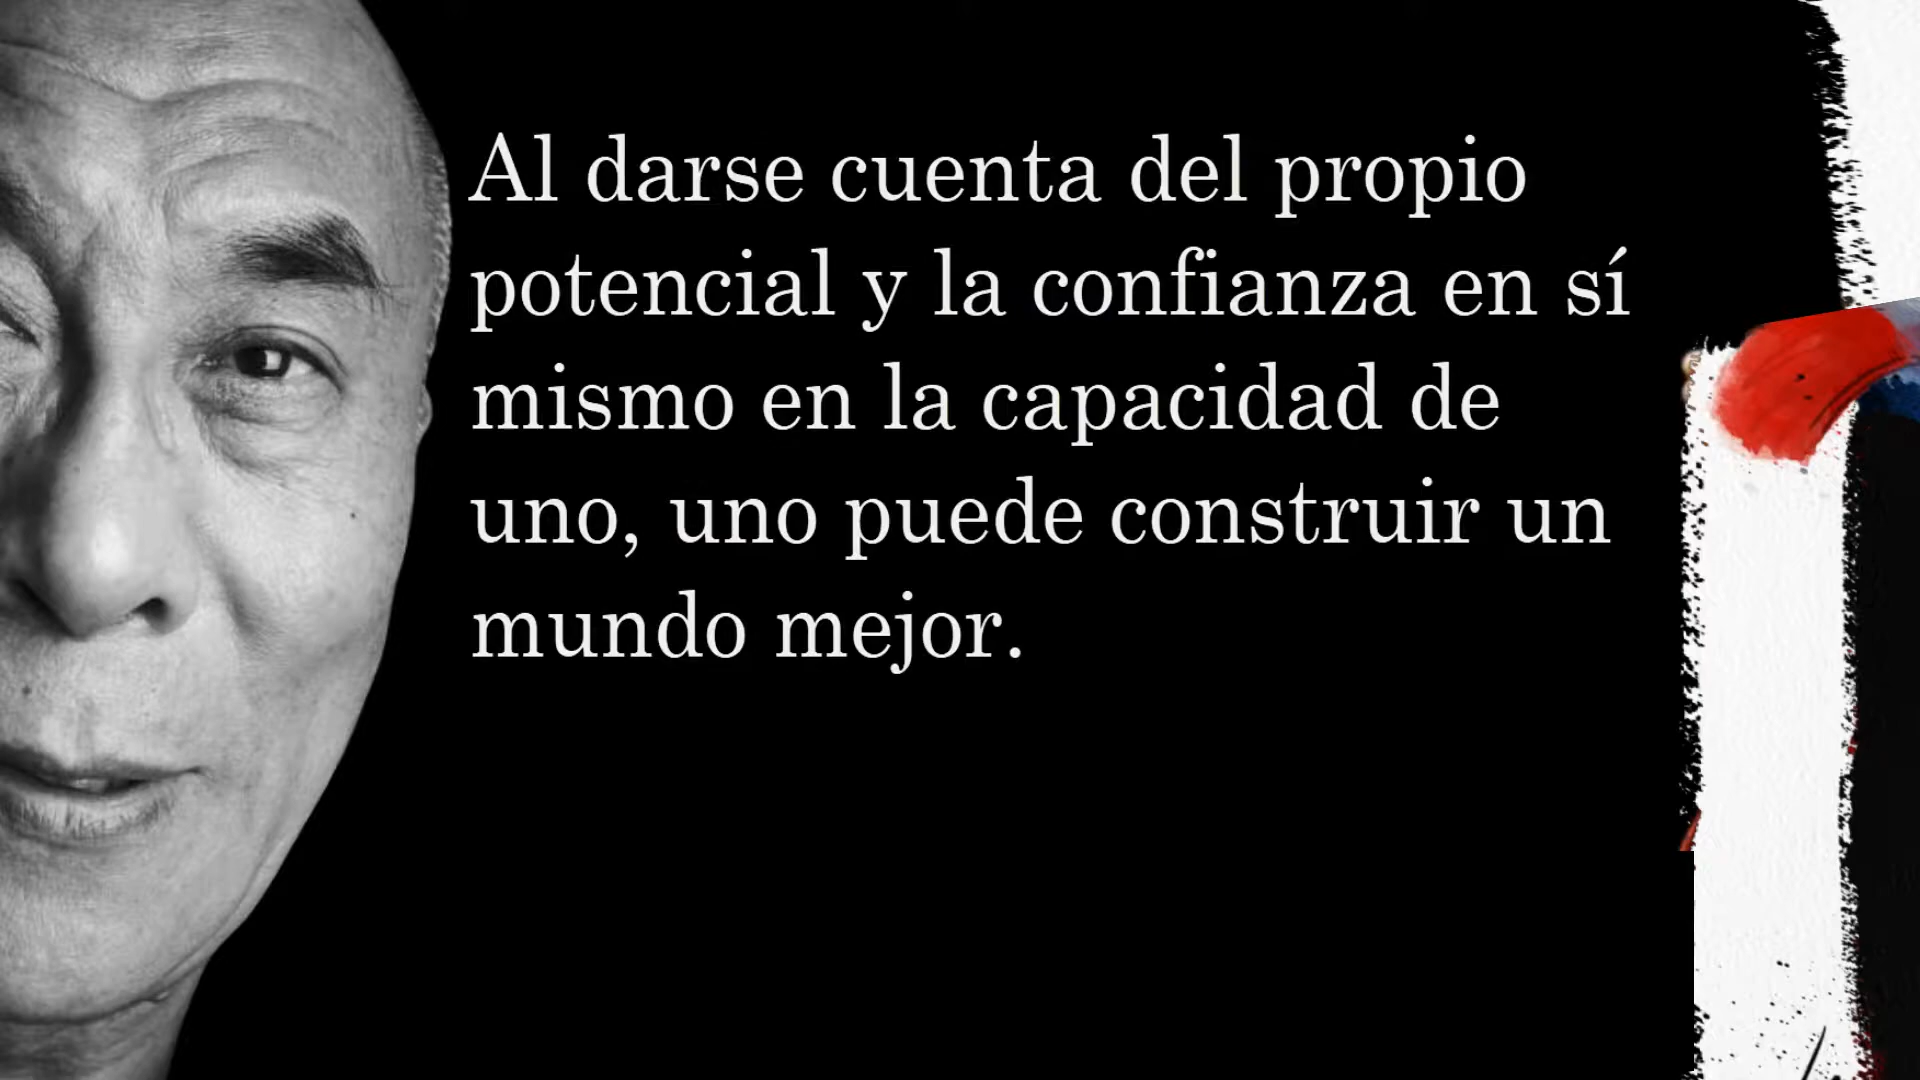 Al darse cuenta del propio
potencial y la confianza en sí
mismo en la capacidad de
uno, uno puede construir un
mundo mejor.